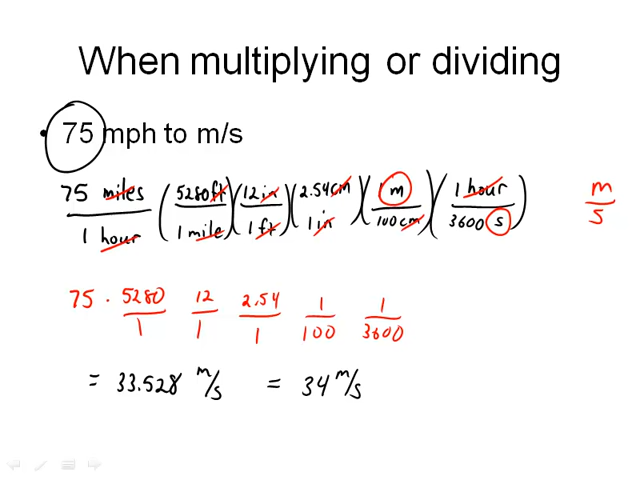 When multiplying or dividing
• 75 mph to m/s
75 miles / 1 hour (5280 ft / 1 mile)(12 in / 1 ft)(2.54 cm / 1 in)(1 m / 100 cm)(1 hour / 3600 s) m/s
75 · 5280/1 12/1 2.54/1 1/100 1/3600
= 33.528 m/s = 34 m/s